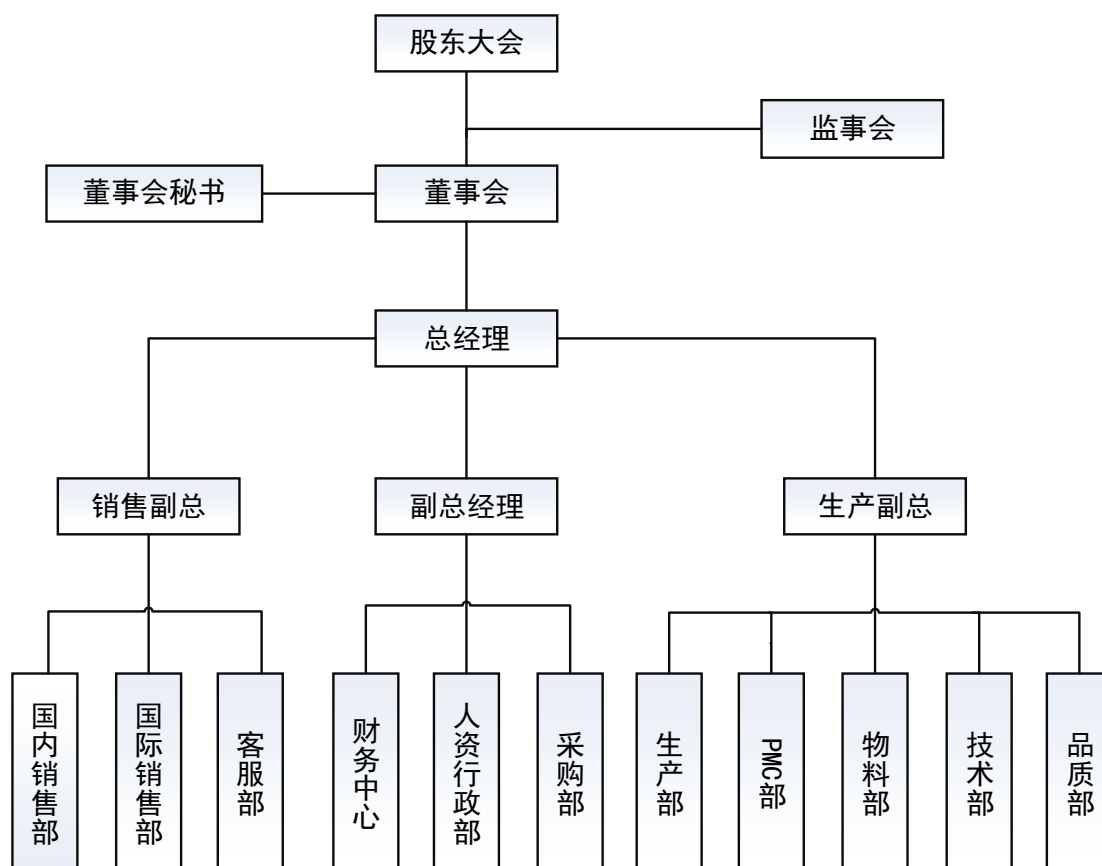 股东大会
监事会
董事会秘书
董事会
总经理
销售副总
副总经理
生产副总
国内销售部
国际销售部
客服部
财务中心
人资行政部
采购部
生产部
PMC部
物料部
技术部
品质部